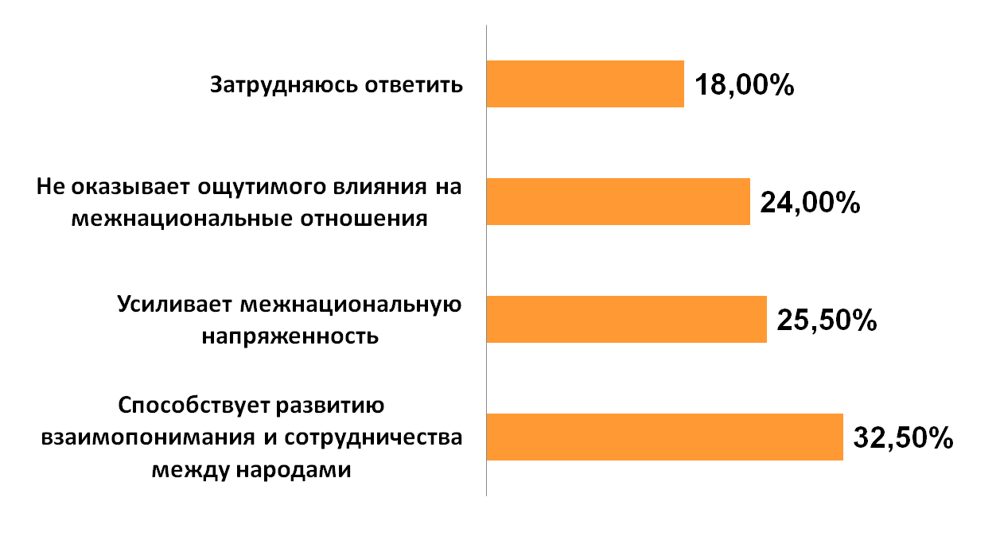 Затрудняюсь ответить
18,00%
Не оказывает ощутимого влияния на
межнациональные отношения
24,00%
Усиливает межнациональную
напряженность
25,50%
Способствует развитию
взаимопонимания и сотрудничества
между народами
32,50%